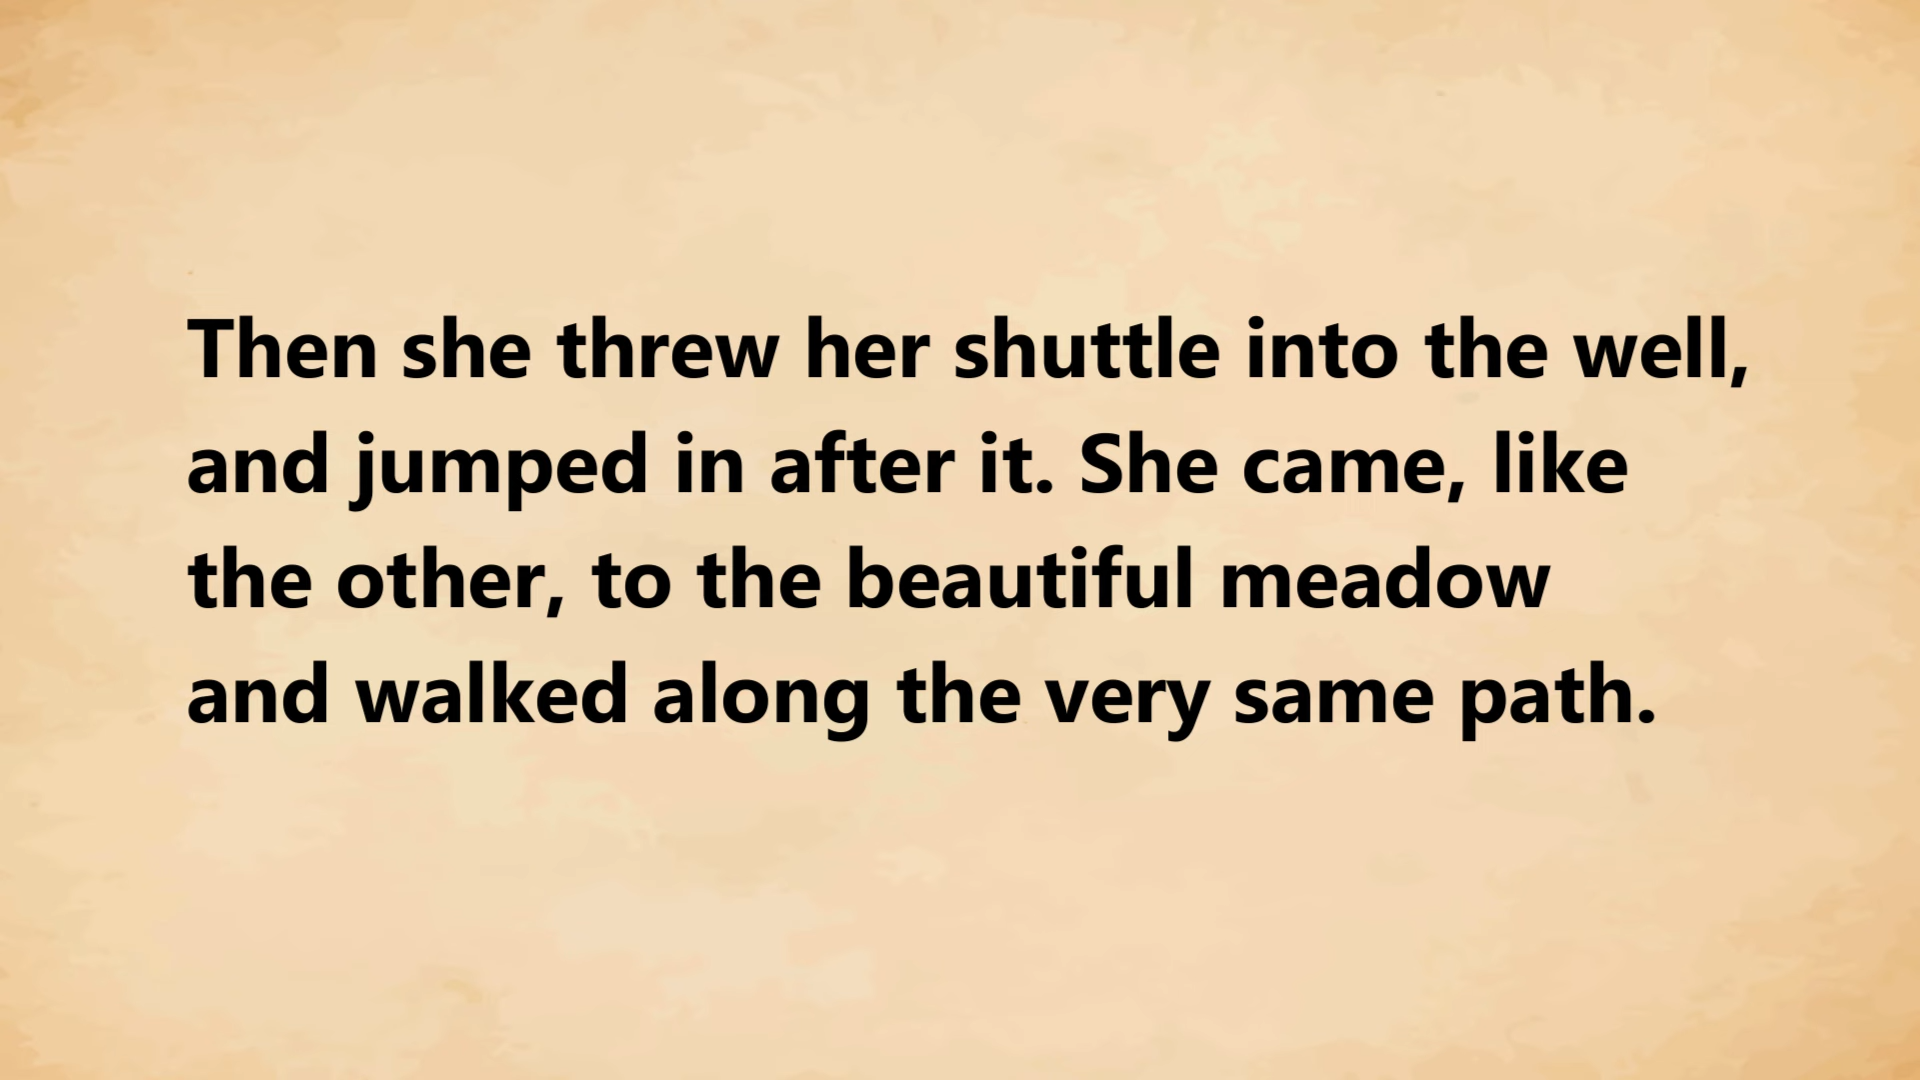 Then she threw her shuttle into the well,
and jumped in after it. She came, like
the other, to the beautiful meadow
and walked along the very same path.